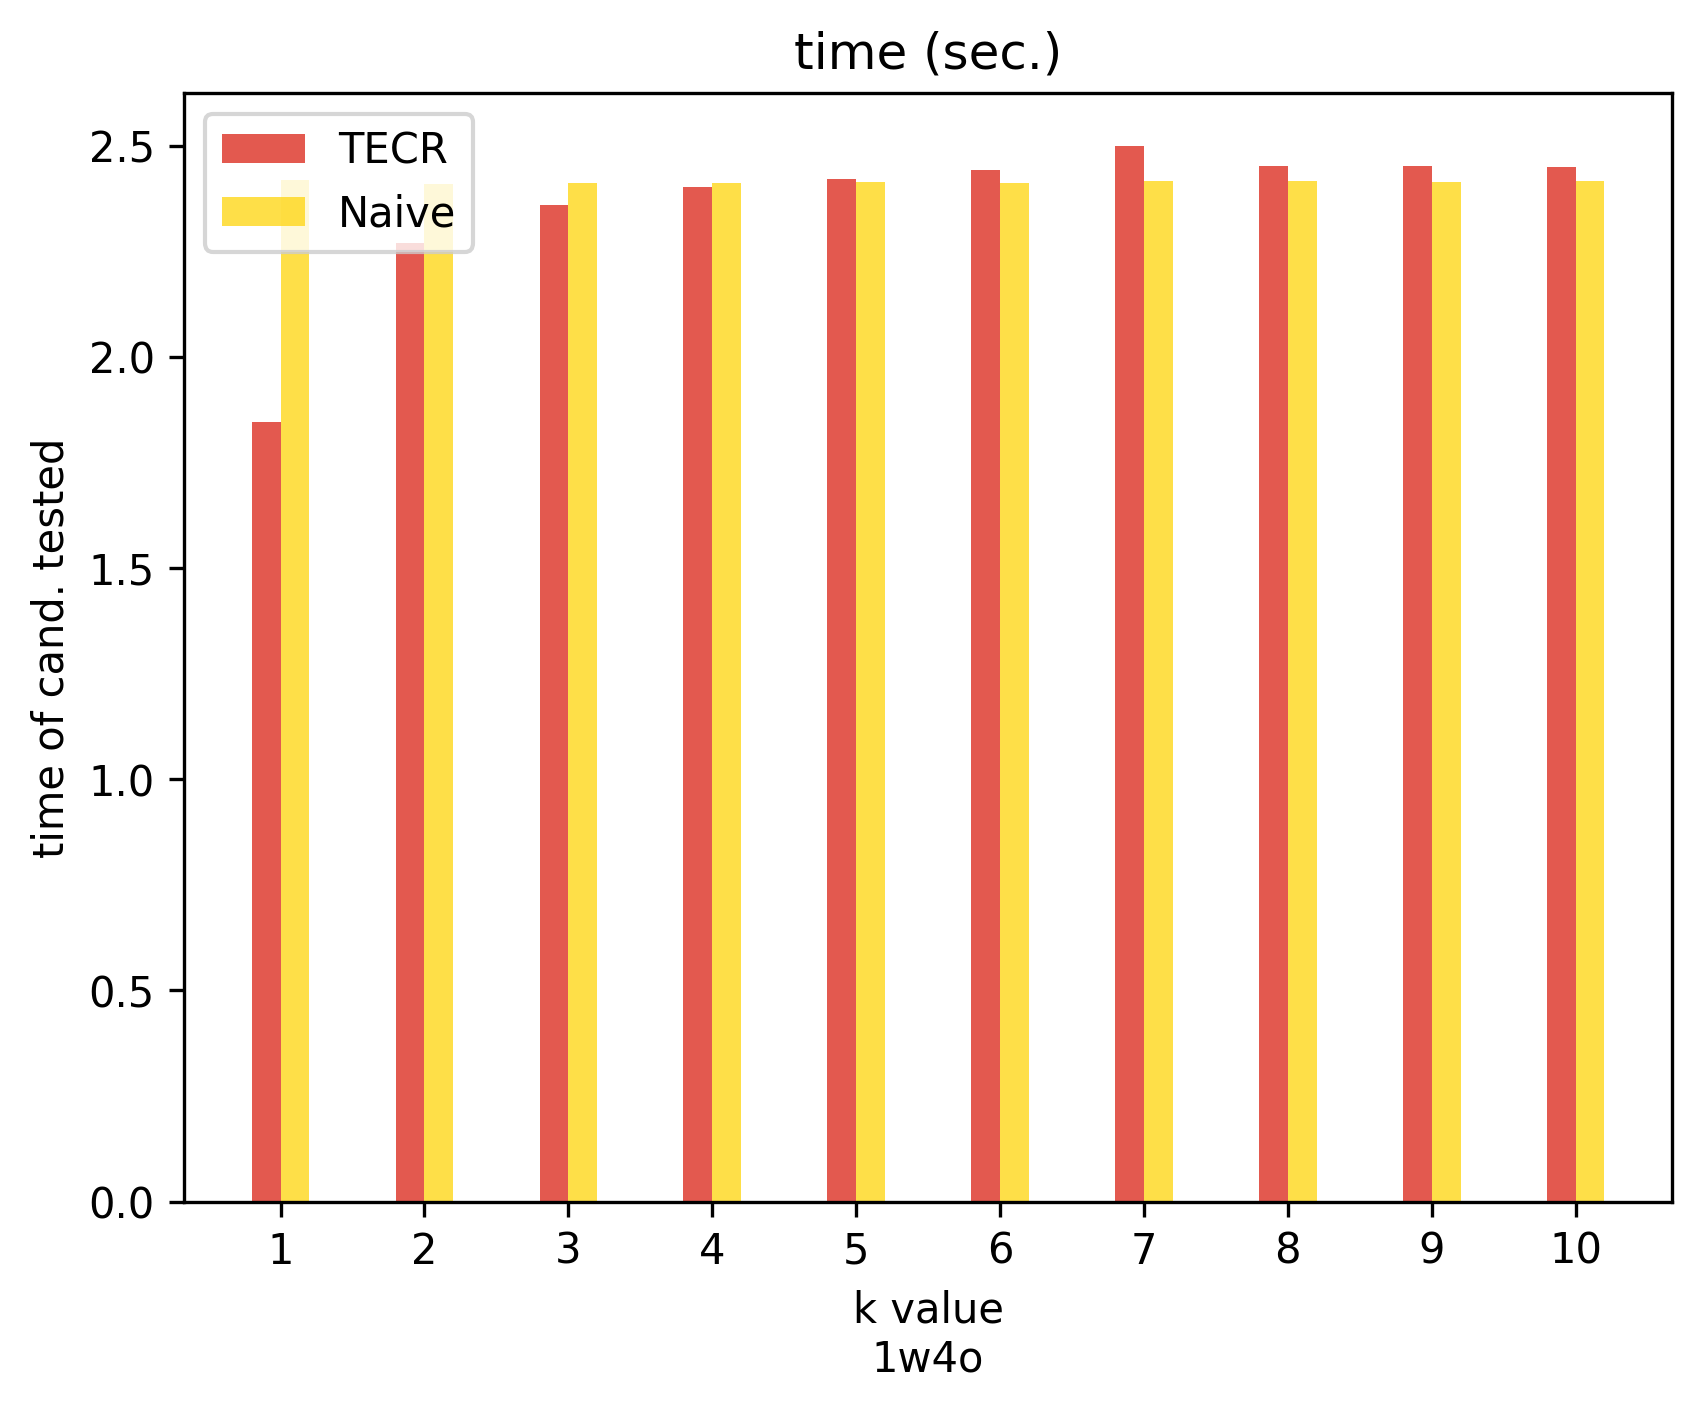 time (sec.)
TECR
Naive
2.5
2.0
1.5
1.0
0.5
0.0
time of cand. tested
1 2 3 4 5 6 7 8 9 10
k value
1w4o